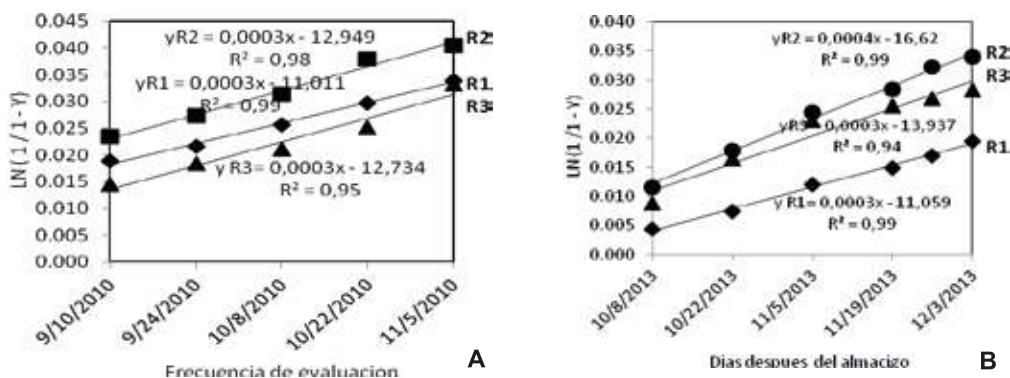 0.045
0.040
0.035
0.030
0.025
0.020
0.015
0.010
0.005
0.000
LN ( 1 / 1 - Y)
yR2 = 0,0003x - 12,949
R² = 0,98
yR1 = 0,0003x - 11,011
R² = 0,99
y R3 = 0,0003x - 12,734
R² = 0,95
R2
R1
R3
9/10/2010
9/24/2010
10/8/2010
10/22/2010
11/5/2010
Frecuencia de evaluacion
A
0.040
0.035
0.030
0.025
0.020
0.015
0.010
0.005
0.000
LN (1 /1 - Y)
yR2 = 0,0004x - 16,62
R² = 0,99
yR3 = 0,0003x - 13,937
R² = 0,94
y R1 = 0,0003x - 11,059
R² = 0,99
R2
R3
R1
10/8/2013
10/22/2013
11/5/2013
11/19/2013
12/3/2013
Dias despues del almacigo
B